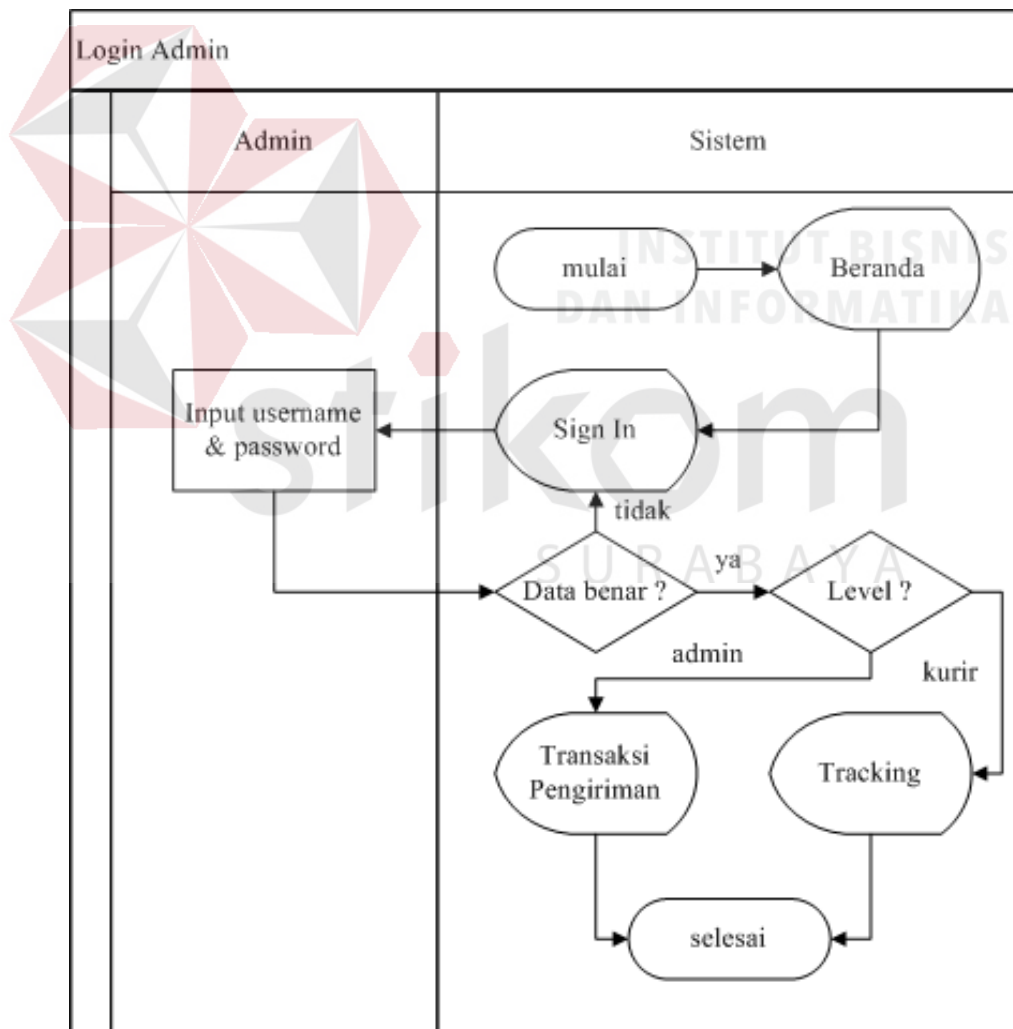 Login Admin
Admin
Sistem
mulai
Beranda
INSTITUT BISNIS
DAN INFORMATIKA
Input username
& password
Sign In
stikom
tidak
SURABAYA
Data benar ?
ya
Level ?
admin
kurir
Transaksi
Pengiriman
Tracking
selesai